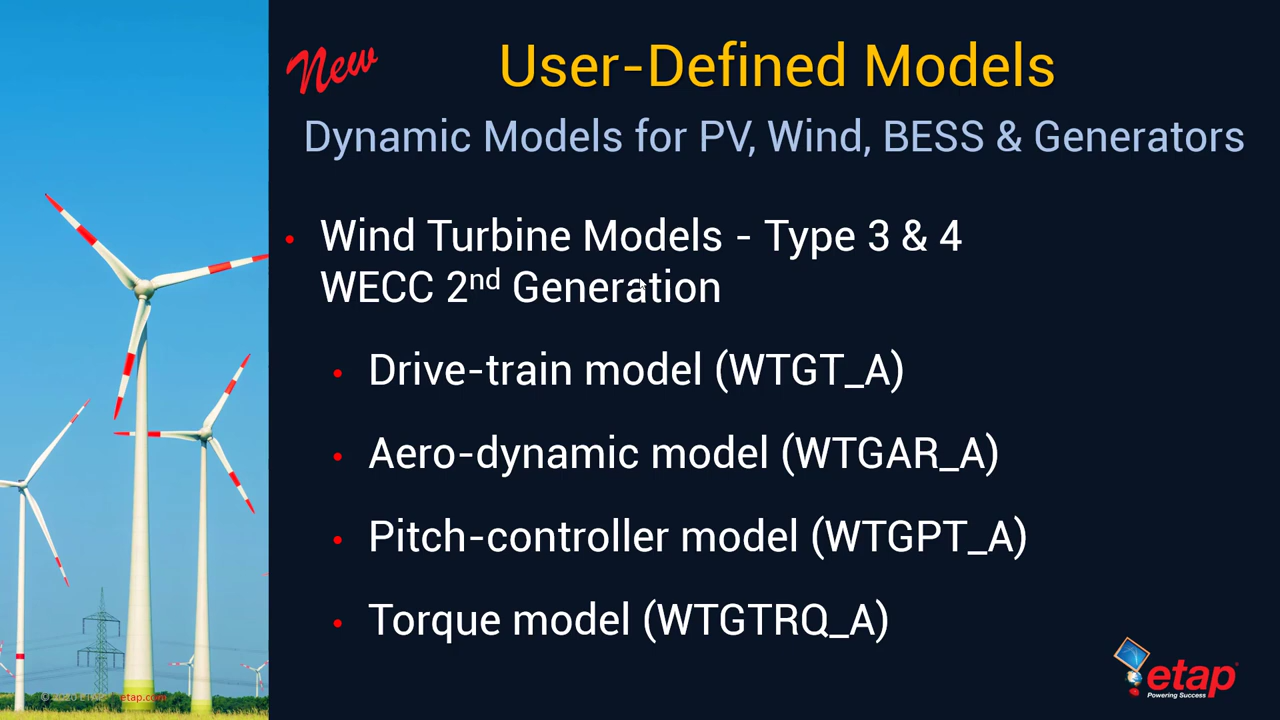 New
User-Defined Models
Dynamic Models for PV, Wind, BESS & Generators
• Wind Turbine Models - Type 3 & 4
WECC 2nd Generation
• Drive-train model (WTGT_A)
• Aero-dynamic model (WTGAR_A)
• Pitch-controller model (WTGPT_A)
• Torque model (WTGTRQ_A)
etap
Powering Success
etap.com